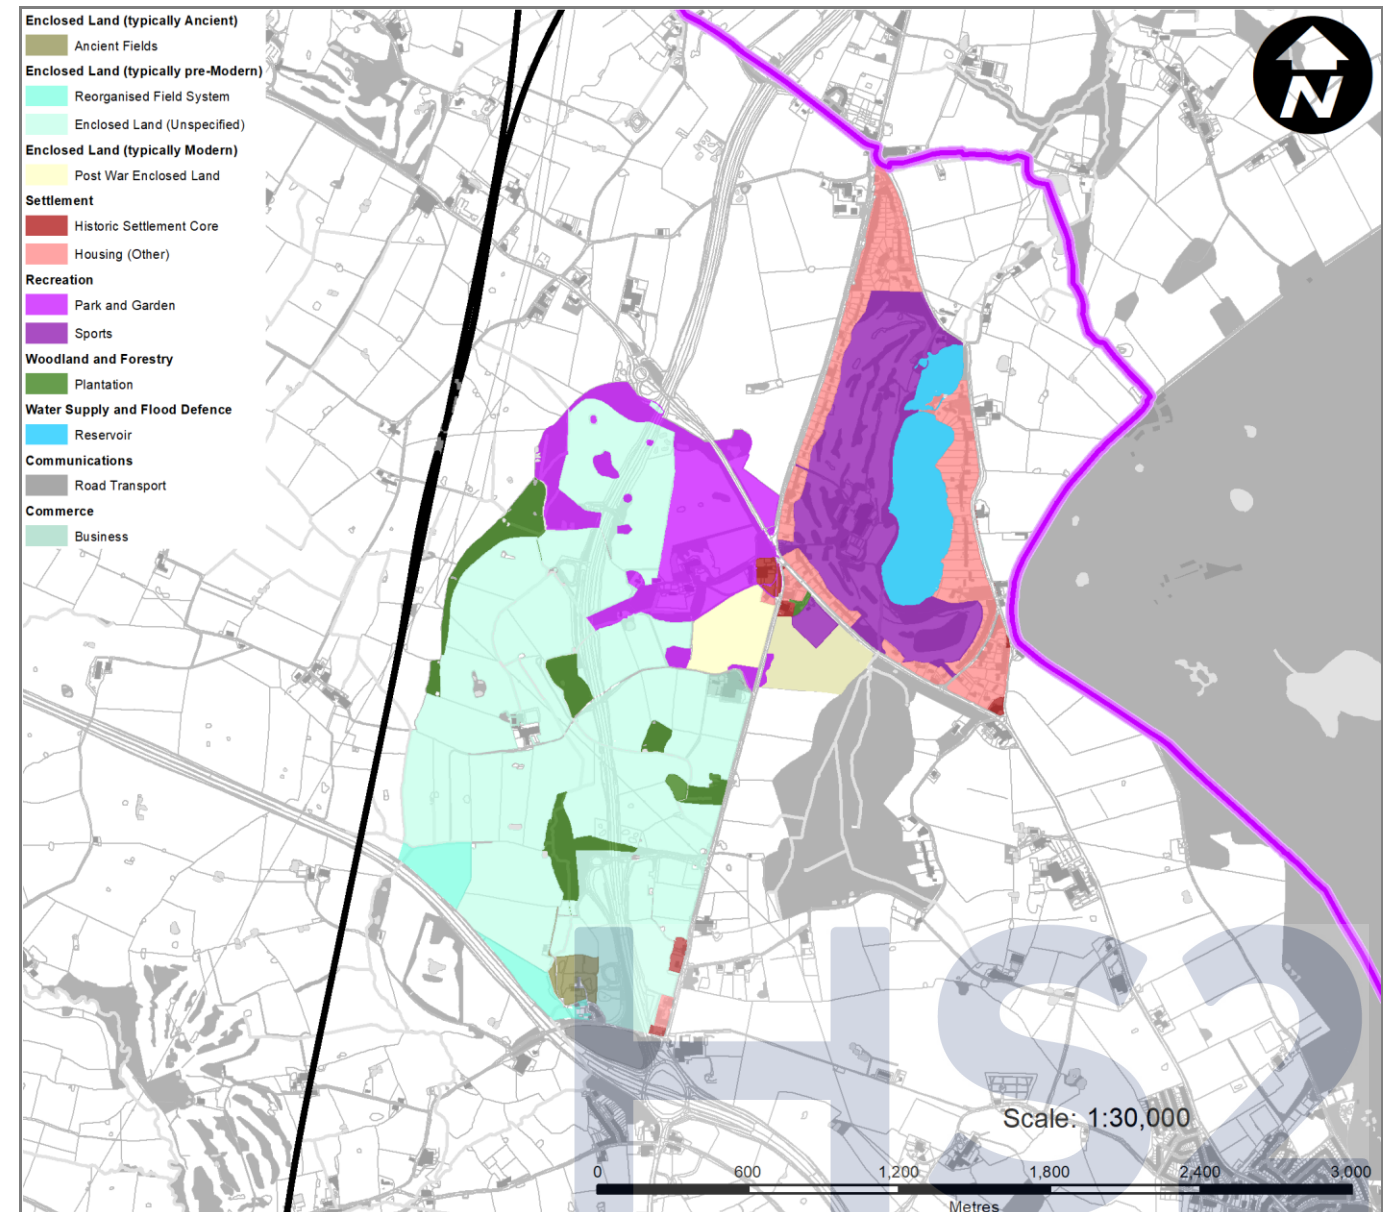 Enclosed Land (typically Ancient)
Ancient Fields
Enclosed Land (typically pre-Modern)
Reorganised Field System
Enclosed Land (Unspecified)
Enclosed Land (typically Modern)
Post War Enclosed Land
Settlement
Historic Settlement Core
Housing (Other)
Recreation
Park and Garden
Sports
Woodland and Forestry
Plantation
Water Supply and Flood Defence
Reservoir
Communications
Road Transport
Commerce
Business
N
HS2
Scale: 1:30,000
0 600 1,200 1,800 2,400 3,000
Metres